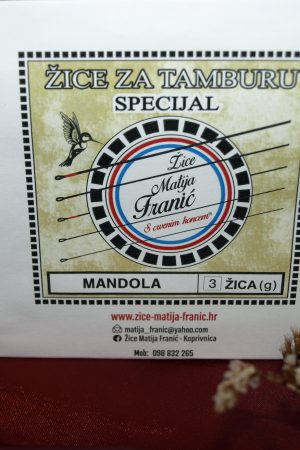 ŽICE ZA TAMBURU
SPECIJAL
Žice
Matija
Franić
S crvenim koncem
MANDOLA 3 ŽICA (g)
www.zice-matija-franic.hr
matija_franic@yahoo.com
Žice Matija Franić - Koprivnica
Mob: 098 832 265